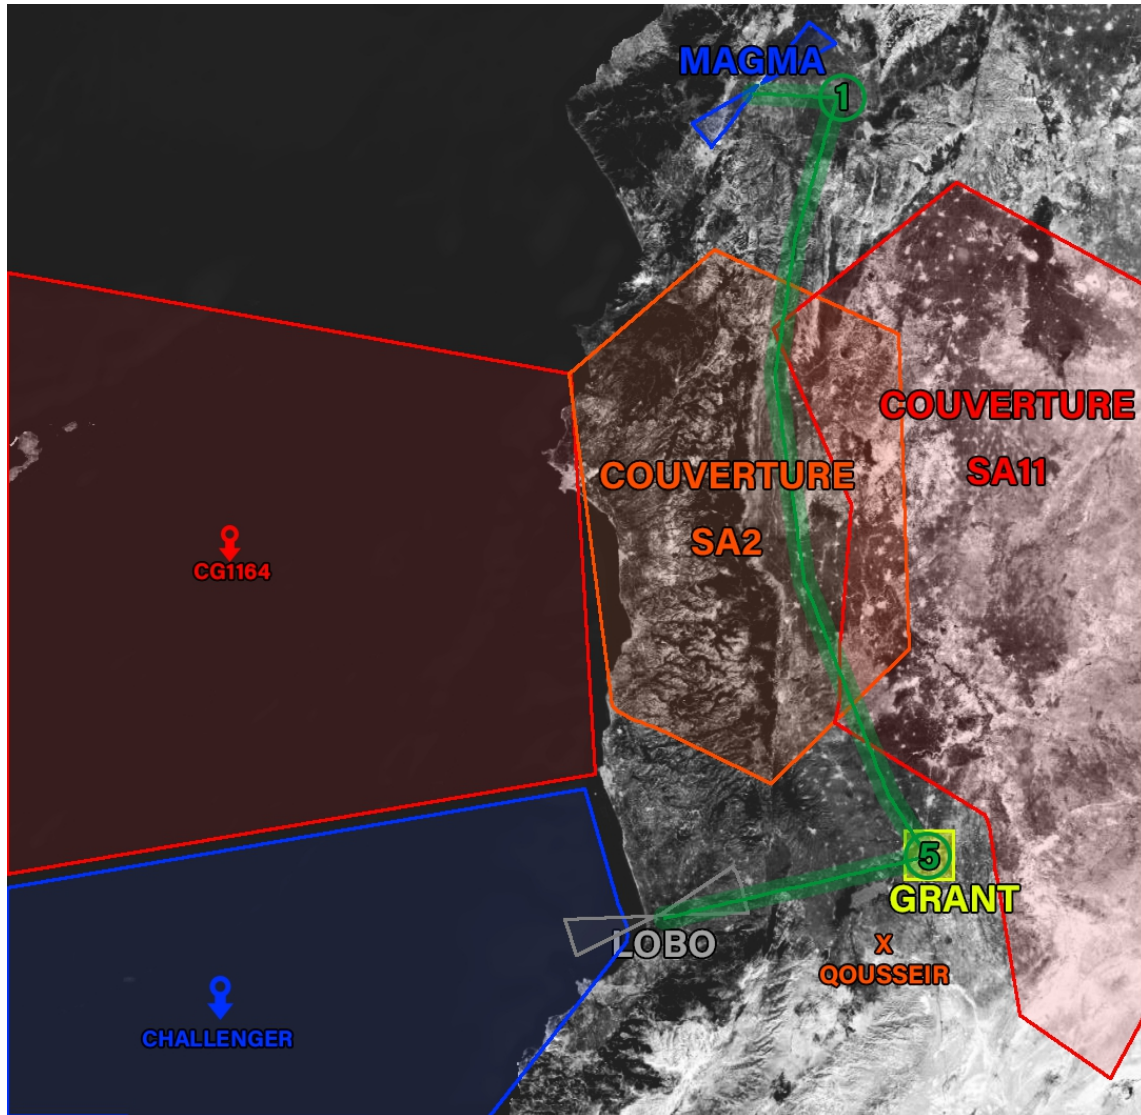 MAGMA
1
COUVERTURE
SA11
COUVERTURE
SA2
CG1164
5
GRANT
LOBO
X
QOUSSEIR
CHALLENGER